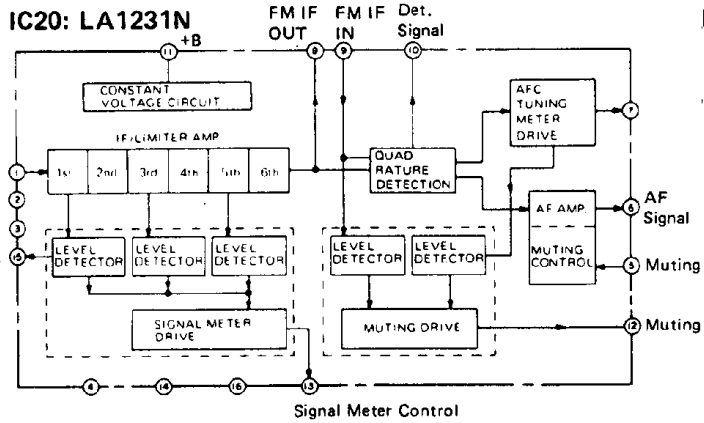 IC20: LA1231N
FM IF OUT
FM IF IN
Det. Signal
11
+B
8
9
10
CONSTANT
VOLTAGE CIRCUIT
AFC
TUNING
METER
DRIVE
7
IF/LIMITER AMP
1
1st 2nd 3rd 4th 5th 6th
QUAD
RATURE
DETECTION
2
3
15
AF AMP.
6
AF
Signal
MUTING
CONTROL
5
Muting
LEVEL
DETECTOR
LEVEL
DETECTOR
LEVEL
DETECTOR
LEVEL
DETECTOR
LEVEL
DETECTOR
SIGNAL METER
DRIVE
MUTING DRIVE
12
Muting
4
14
16
13
Signal Meter Control